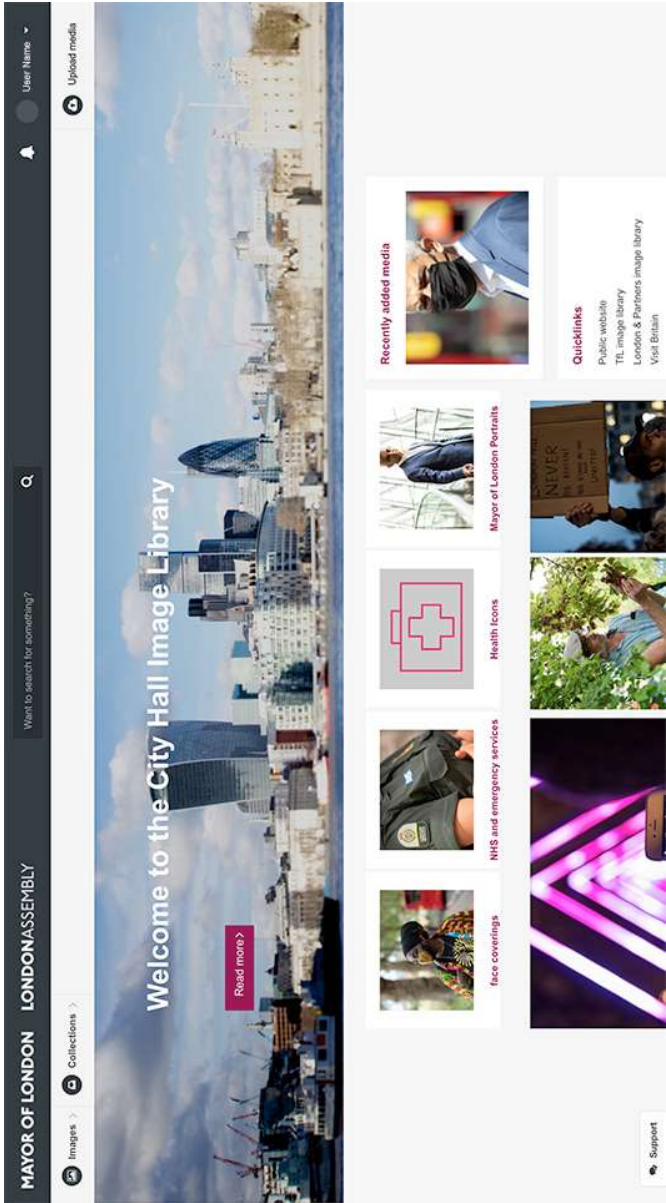 MAYOR OF LONDON LONDONASSEMBLY
Want to search for something?
User Name
Images
Collections
Upload media
Welcome to the City Hall Image Library
Read more
face coverings
NHS and emergency services
Health Icons
Mayor of London Portraits
Recently added media
NEVER
Quicklinks
Public website
TfL image library
London & Partners image library
Visit Britain
Support